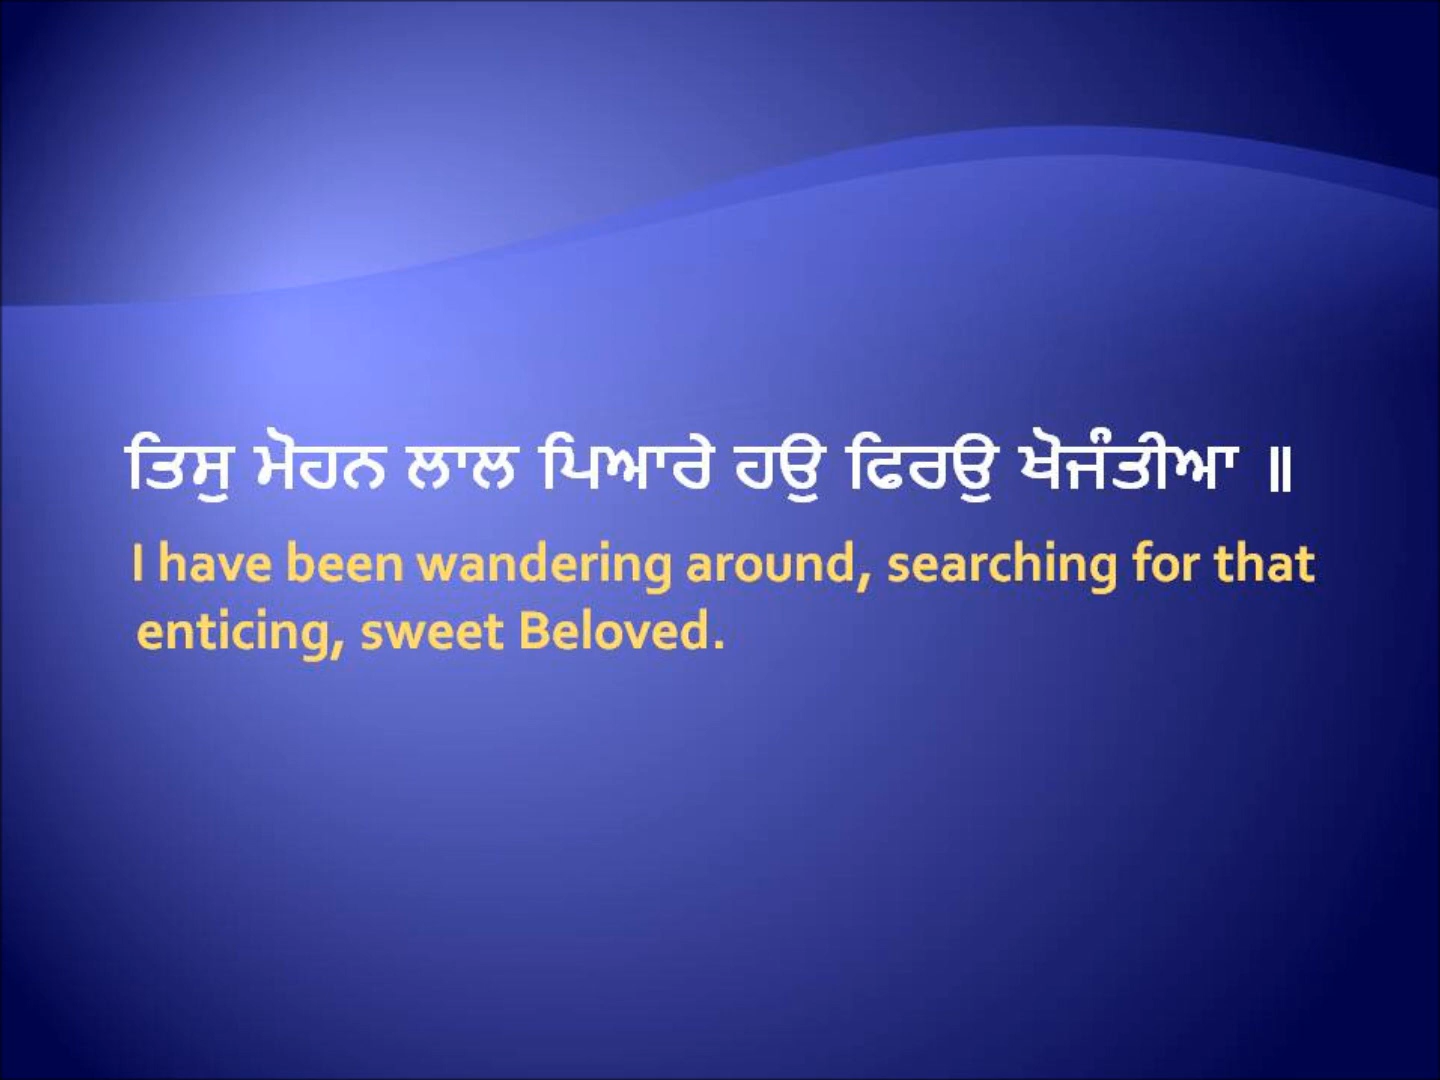 ਤਿਸੁ ਮੋਹਨ ਲਾਲ ਪਿਆਰੇ ਹਉ ਫਿਰਉ ਖੋਜੰਤੀਆ ॥
I have been wandering around, searching for that
enticing, sweet Beloved.